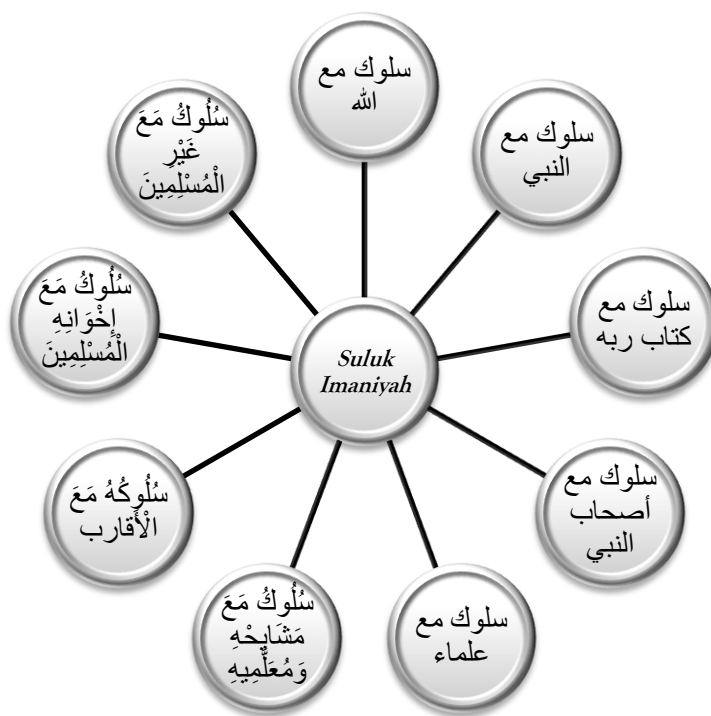 سلوك مع
الله
سلوك مع
النبي
سلوك مع
كتاب ربه
سلوك مع
أصحاب
النبي
سلوك مع
علماء
سُلُوكُ مَعَ
مَشَايِخْهِ
وَمُعَلِّمِيهِ
سُلُوكُهُ مَعَ
الْأَقَارب
سُلُوكُ مَعَ
إِخْوَانِهِ
الْمُسْلِمِينَ
سُلُوكُ مَعَ
غَيْرِ
الْمُسْلِمِينَ
Suluk
Imaniyah